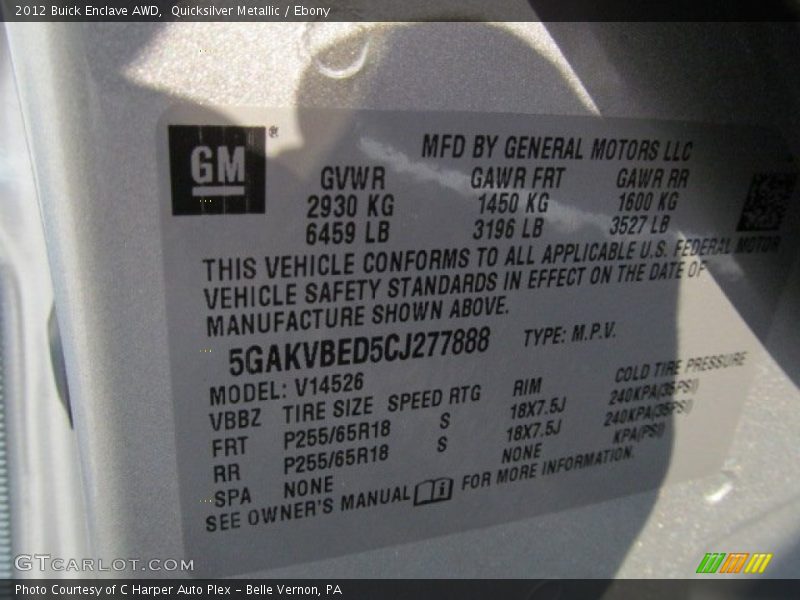 2012 Buick Enclave AWD, Quicksilver Metallic / Ebony
GM ®
MFD BY GENERAL MOTORS LLC
GVWR GAWR FRT GAWR RR
2930 KG 1450 KG 1600 KG
6459 LB 3196 LB 3527 LB
THIS VEHICLE CONFORMS TO ALL APPLICABLE U.S. FEDERAL MOTOR
VEHICLE SAFETY STANDARDS IN EFFECT ON THE DATE OF
MANUFACTURE SHOWN ABOVE.
5GAKVBED5CJ277888 TYPE: M.P.V.
MODEL: V14526
VBBZ TIRE SIZE SPEED RTG RIM COLD TIRE PRESSURE
FRT P255/65R18 S 18X7.5J 240KPA(35PSI)
RR P255/65R18 S 18X7.5J 240KPA(35PSI)
SPA NONE NONE KPA(PSI)
SEE OWNER'S MANUAL i FOR MORE INFORMATION.
GTCARLOT.COM
Photo Courtesy of C Harper Auto Plex - Belle Vernon, PA